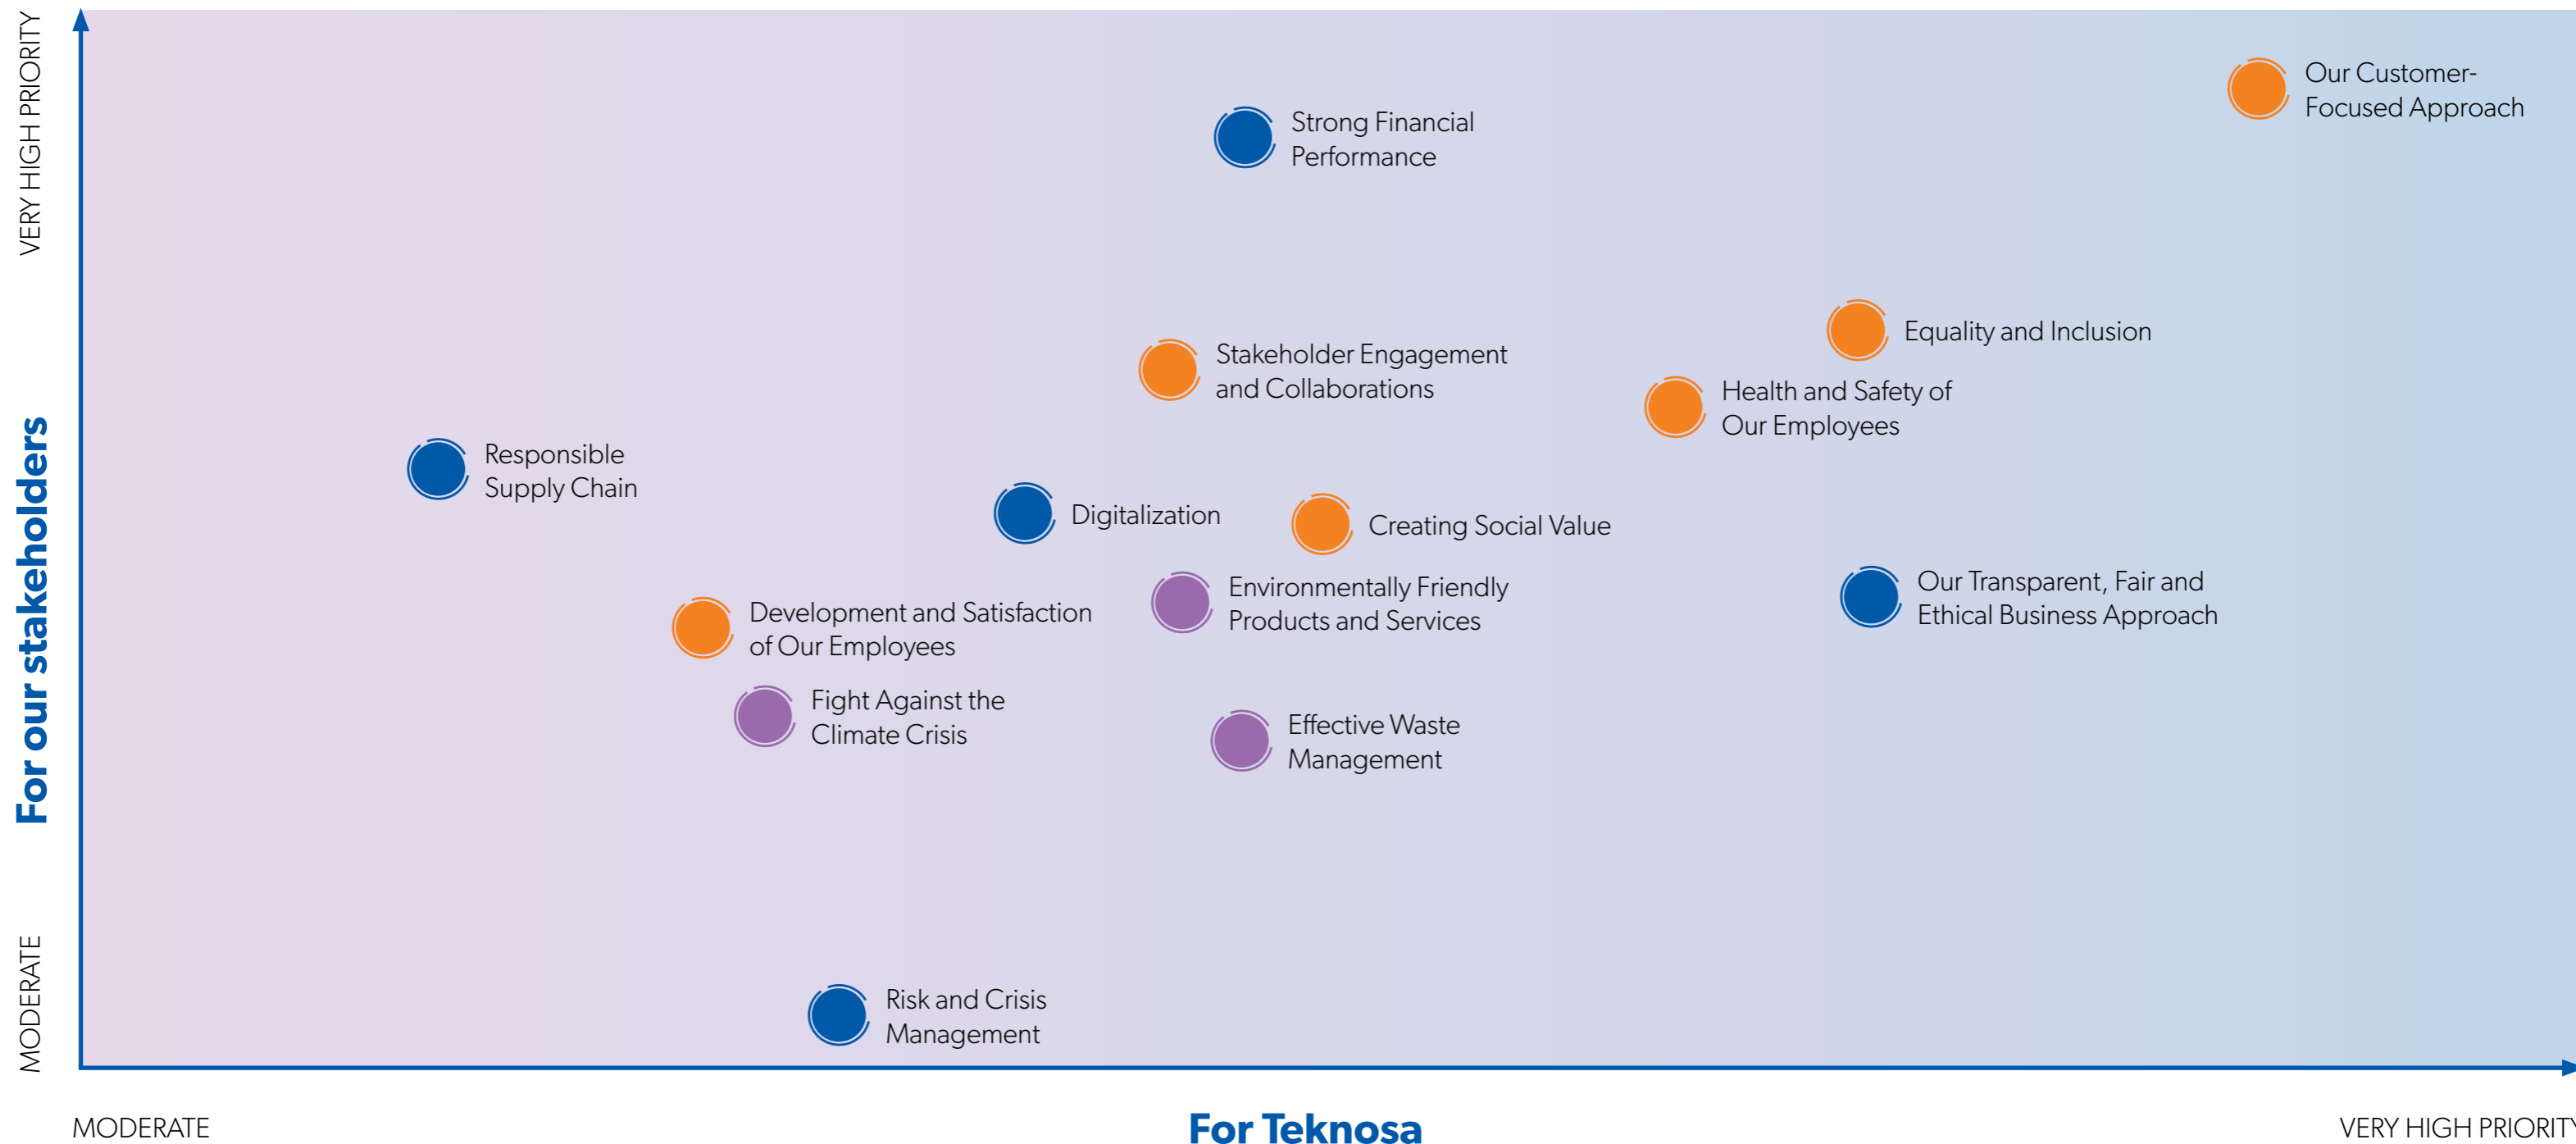 VERY HIGH PRIORITY
For our stakeholders
MODERATE
Our Customer-
Focused Approach
Strong Financial
Performance
Equality and Inclusion
Stakeholder Engagement
and Collaborations
Health and Safety of
Our Employees
Responsible
Supply Chain
Digitalization
Creating Social Value
Environmentally Friendly
Products and Services
Our Transparent, Fair and
Ethical Business Approach
Development and Satisfaction
of Our Employees
Fight Against the
Climate Crisis
Effective Waste
Management
Risk and Crisis
Management
MODERATE
For Teknosa
VERY HIGH PRIORITY